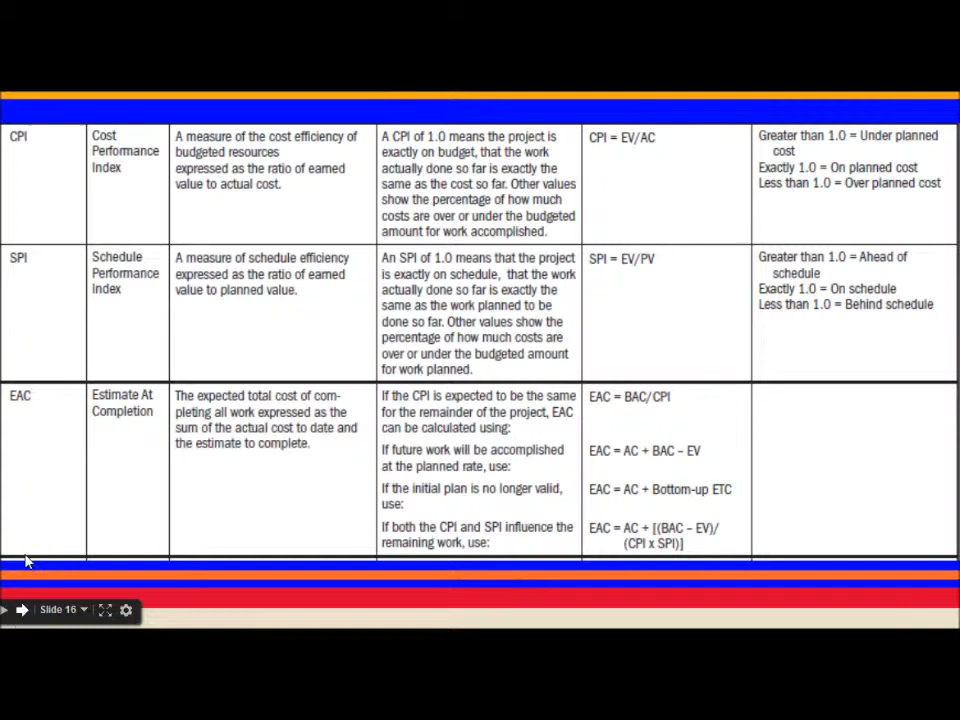 CPI
Cost
Performance
Index
A measure of the cost efficiency of
budgeted resources
expressed as the ratio of earned
value to actual cost.
A CPI of 1.0 means the project is
exactly on budget, that the work
actually done so far is exactly the
same as the cost so far. Other values
show the percentage of how much
costs are over or under the budgeted
amount for work accomplished.
CPI = EV/AC
Greater than 1.0 = Under planned
cost
Exactly 1.0 = On planned cost
Less than 1.0 = Over planned cost
SPI
Schedule
Performance
Index
A measure of schedule efficiency
expressed as the ratio of earned
value to planned value.
An SPI of 1.0 means that the project
is exactly on schedule, that the work
actually done so far is exactly the
same as the work planned to be
done so far. Other values show the
percentage of how much costs are
over or under the budgeted amount
for work planned.
SPI = EV/PV
Greater than 1.0 = Ahead of
schedule
Exactly 1.0 = On schedule
Less than 1.0 = Behind schedule
EAC
Estimate At
Completion
The expected total cost of com-
pleting all work expressed as the
sum of the actual cost to date and
the estimate to complete.
If the CPI is expected to be the same
for the remainder of the project, EAC
can be calculated using:
EAC = BAC/CPI
If future work will be accomplished
at the planned rate, use:
EAC = AC + BAC – EV
If the initial plan is no longer valid,
use:
EAC = AC + Bottom-up ETC
If both the CPI and SPI influence the
remaining work, use:
EAC = AC + [(BAC – EV)/
(CPI x SPI)]
Slide 16